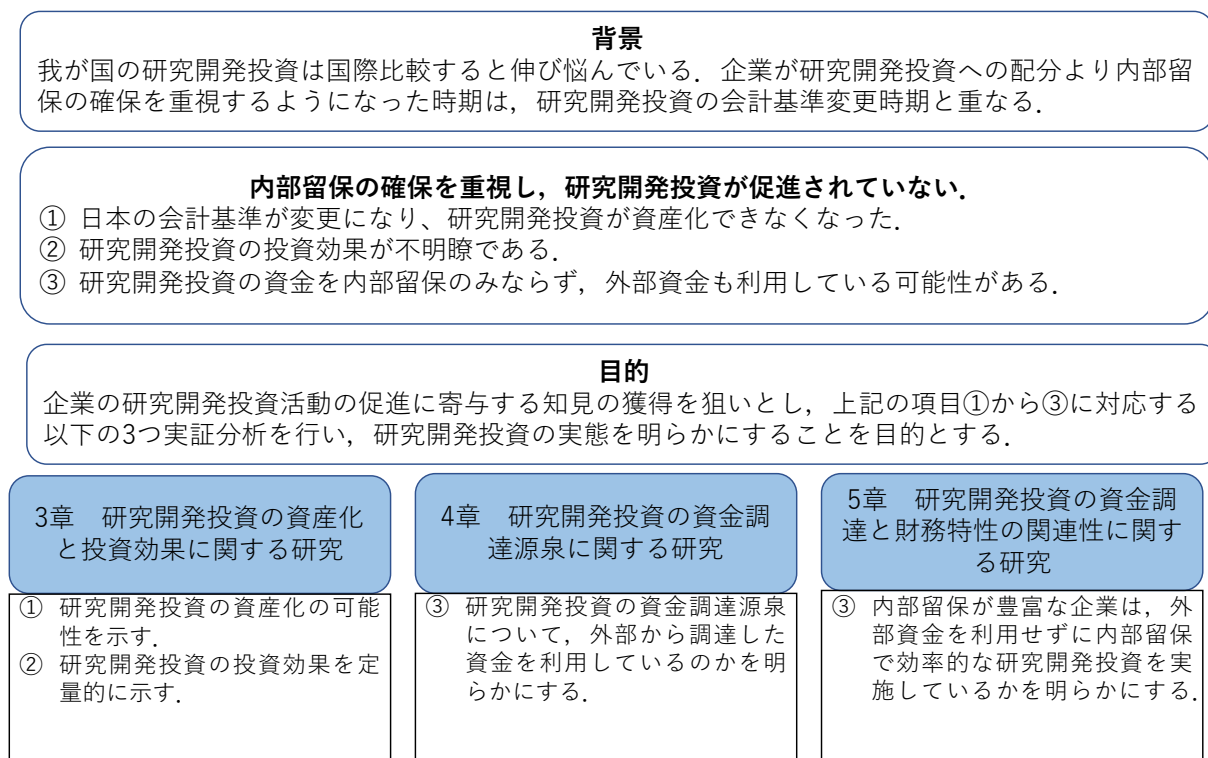 背景
我が国の研究開発投資は国際比較すると伸び悩んでいる．企業が研究開発投資への配分より内部留
保の確保を重視するようになった時期は，研究開発投資の会計基準変更時期と重なる．
内部留保の確保を重視し，研究開発投資が促進されていない．
① 日本の会計基準が変更になり、研究開発投資が資産化できなくなった．
② 研究開発投資の投資効果が不明瞭である．
③ 研究開発投資の資金を内部留保のみならず，外部資金も利用している可能性がある．
目的
企業の研究開発投資活動の促進に寄与する知見の獲得を狙いとし，上記の項目①から③に対応する
以下の3つ実証分析を行い，研究開発投資の実態を明らかにすることを目的とする．
3章　研究開発投資の資産化
と投資効果に関する研究
① 研究開発投資の資産化の可能
性を示す．
② 研究開発投資の投資効果を定
量的に示す．
4章　研究開発投資の資金調
達源泉に関する研究
③ 研究開発投資の資金調達源泉
について，外部から調達した
資金を利用しているのかを明
らかにする．
5章　研究開発投資の資金調
達と財務特性の関連性に関す
る研究
③ 内部留保が豊富な企業は，外
部資金を利用せずに内部留保
で効率的な研究開発投資を実
施しているかを明らかにする．